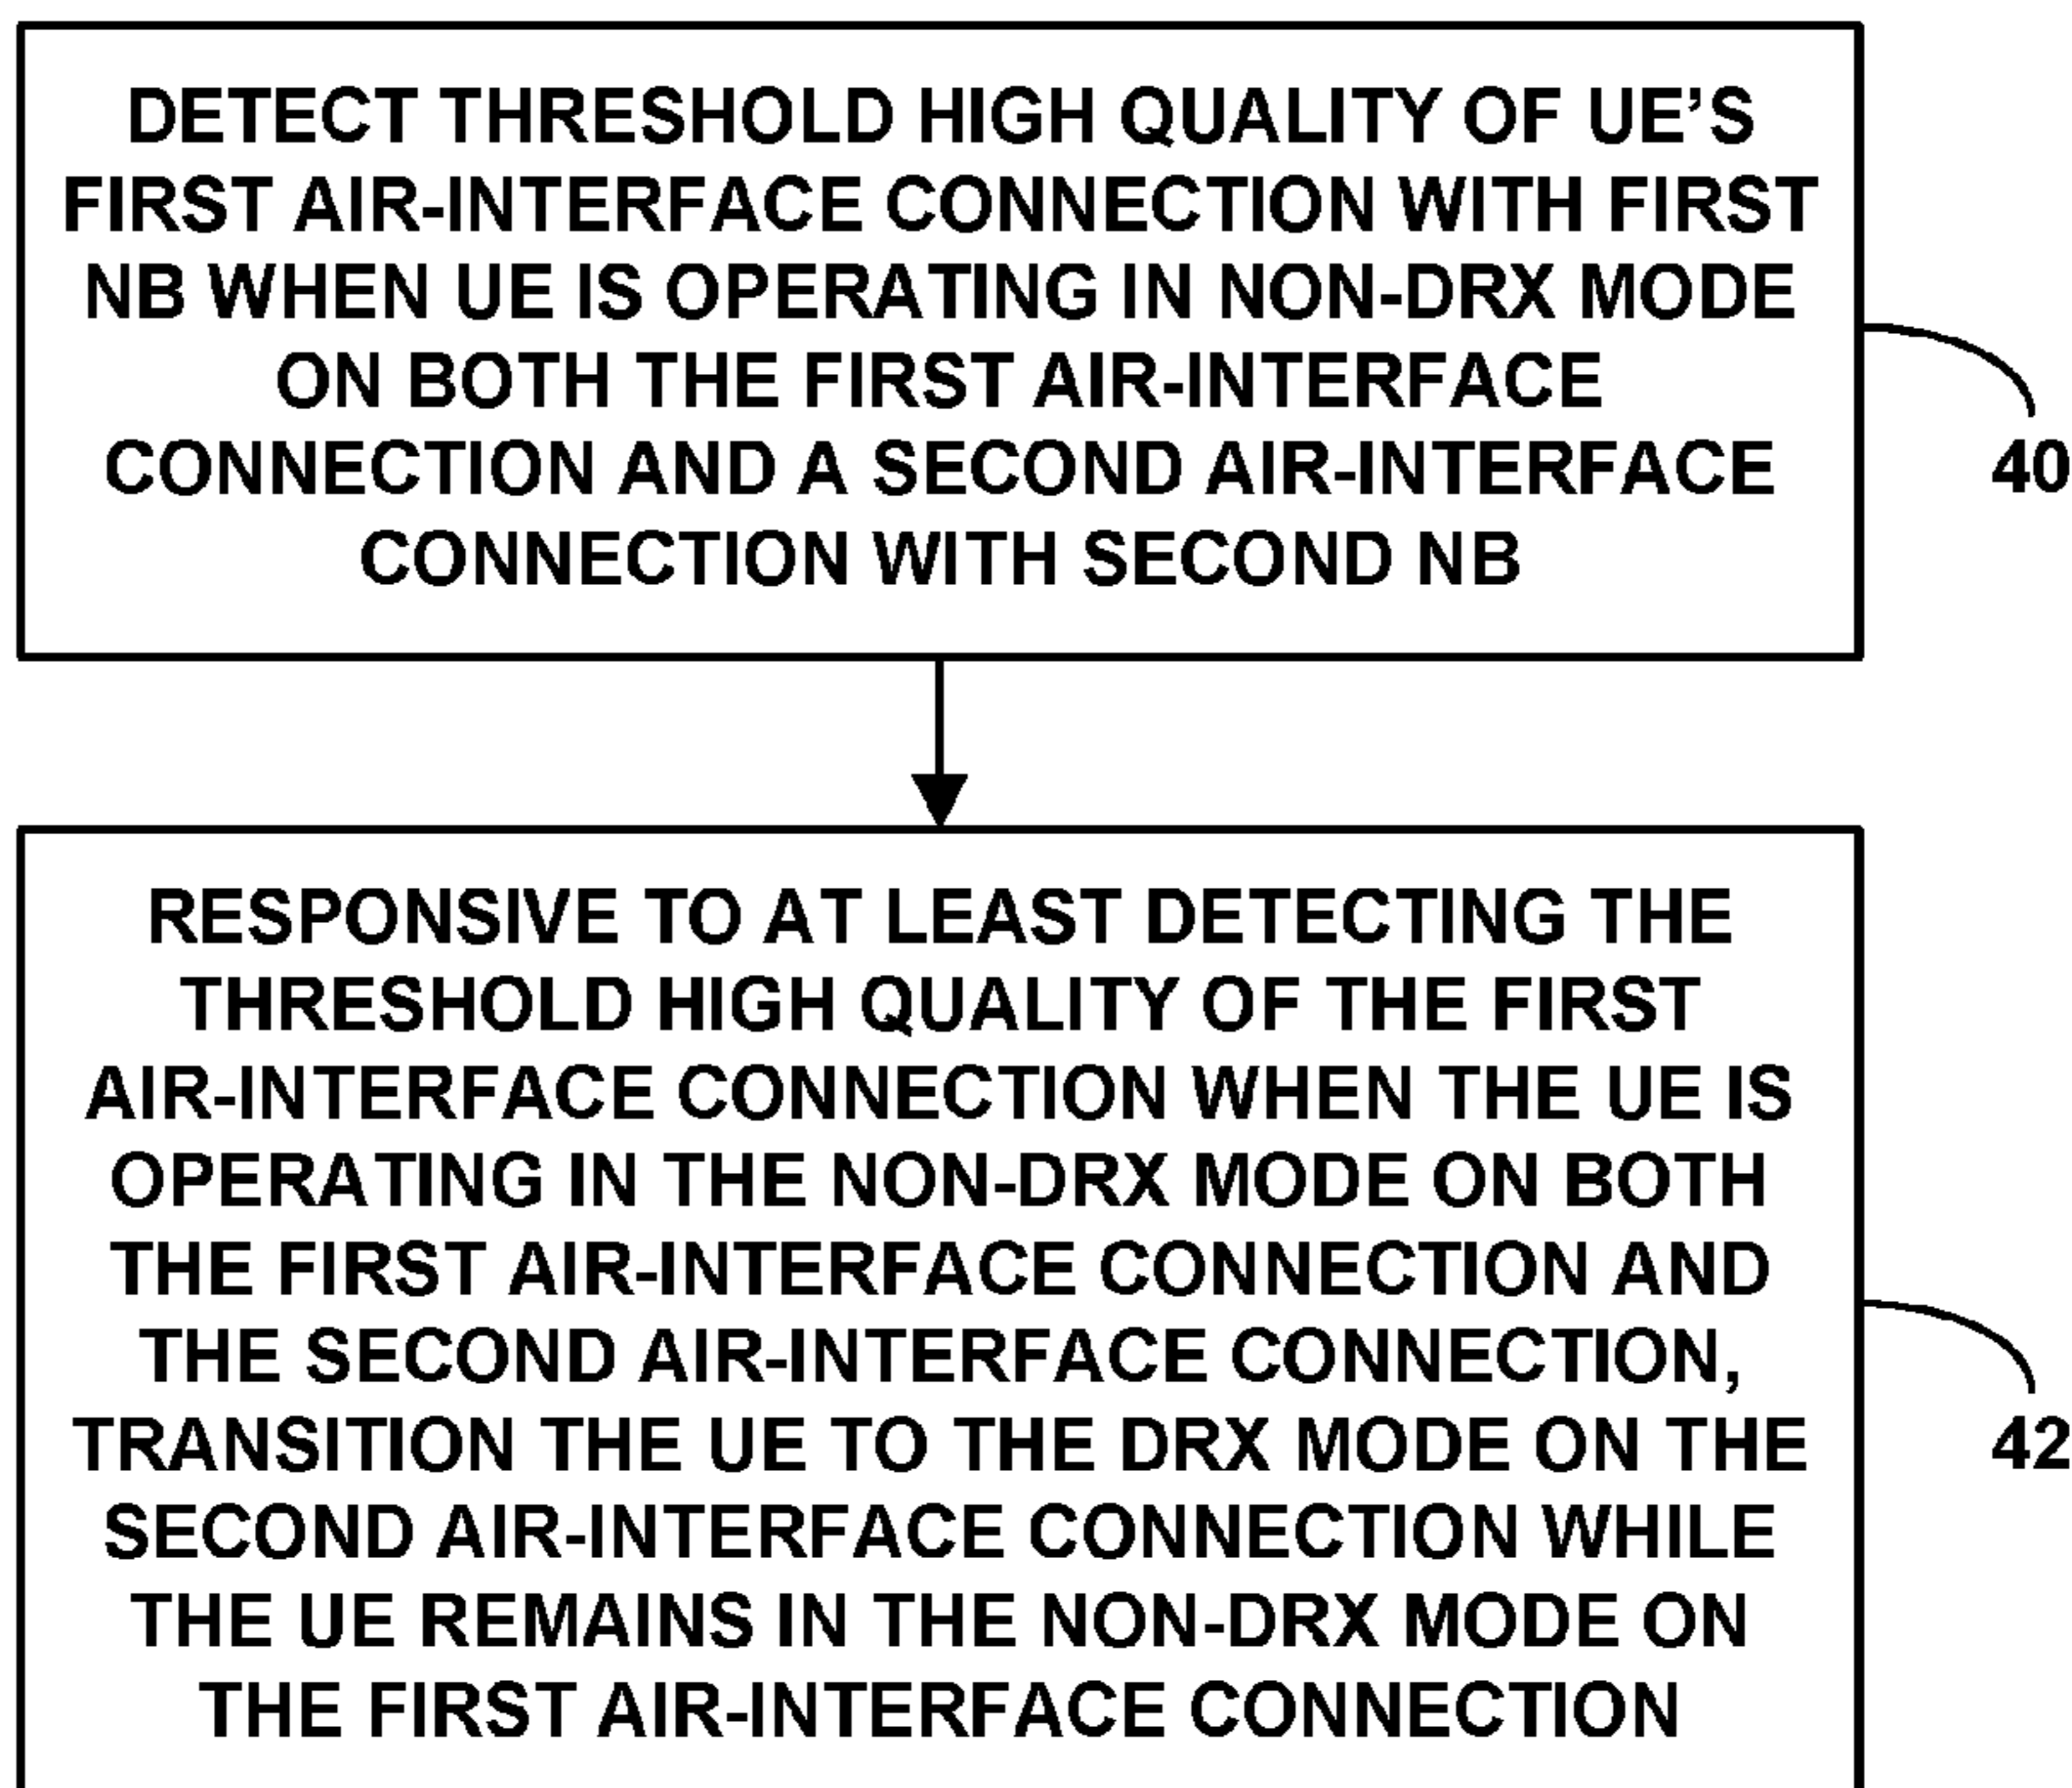 DETECT THRESHOLD HIGH QUALITY OF UE’S
FIRST AIR-INTERFACE CONNECTION WITH FIRST
NB WHEN UE IS OPERATING IN NON-DRX MODE
ON BOTH THE FIRST AIR-INTERFACE
CONNECTION AND A SECOND AIR-INTERFACE
CONNECTION WITH SECOND NB
40
RESPONSIVE TO AT LEAST DETECTING THE
THRESHOLD HIGH QUALITY OF THE FIRST
AIR-INTERFACE CONNECTION WHEN THE UE IS
OPERATING IN THE NON-DRX MODE ON BOTH
THE FIRST AIR-INTERFACE CONNECTION AND
THE SECOND AIR-INTERFACE CONNECTION,
TRANSITION THE UE TO THE DRX MODE ON THE
SECOND AIR-INTERFACE CONNECTION WHILE
THE UE REMAINS IN THE NON-DRX MODE ON
THE FIRST AIR-INTERFACE CONNECTION
42